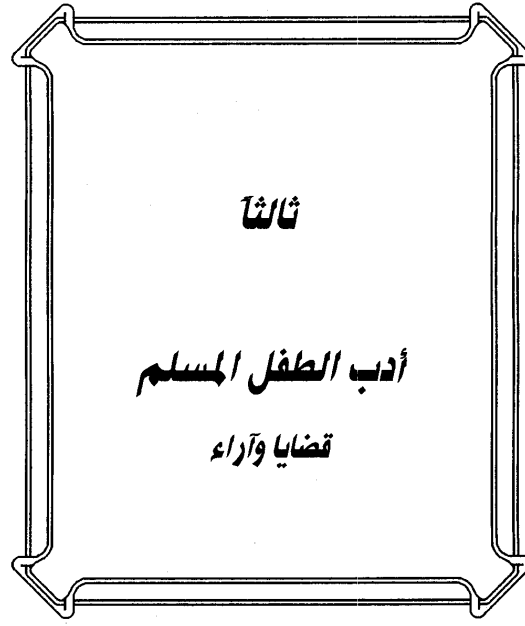 ثالثاً
أدب الطفل المسلم
قضايا وآراء